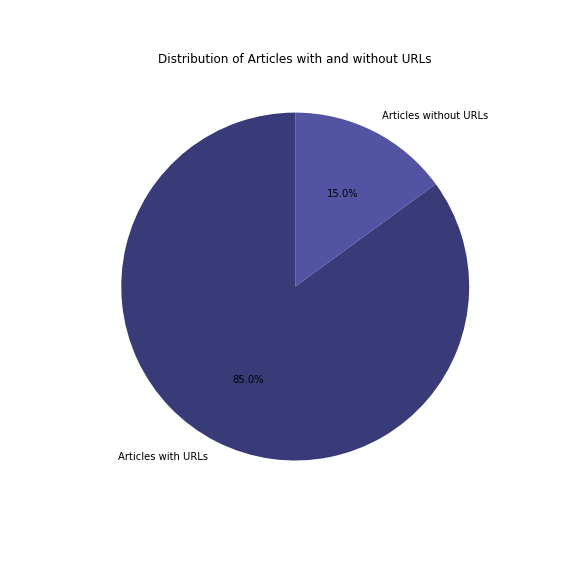 Distribution of Articles with and without URLs
Articles without URLs
15.0%
85.0%
Articles with URLs